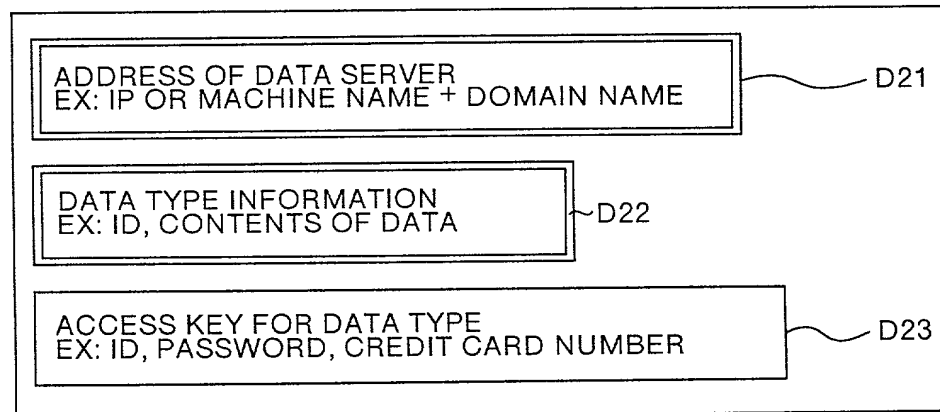 ADDRESS OF DATA SERVER
EX: IP OR MACHINE NAME + DOMAIN NAME
D21
DATA TYPE INFORMATION
EX: ID, CONTENTS OF DATA
D22
ACCESS KEY FOR DATA TYPE
EX: ID, PASSWORD, CREDIT CARD NUMBER
D23